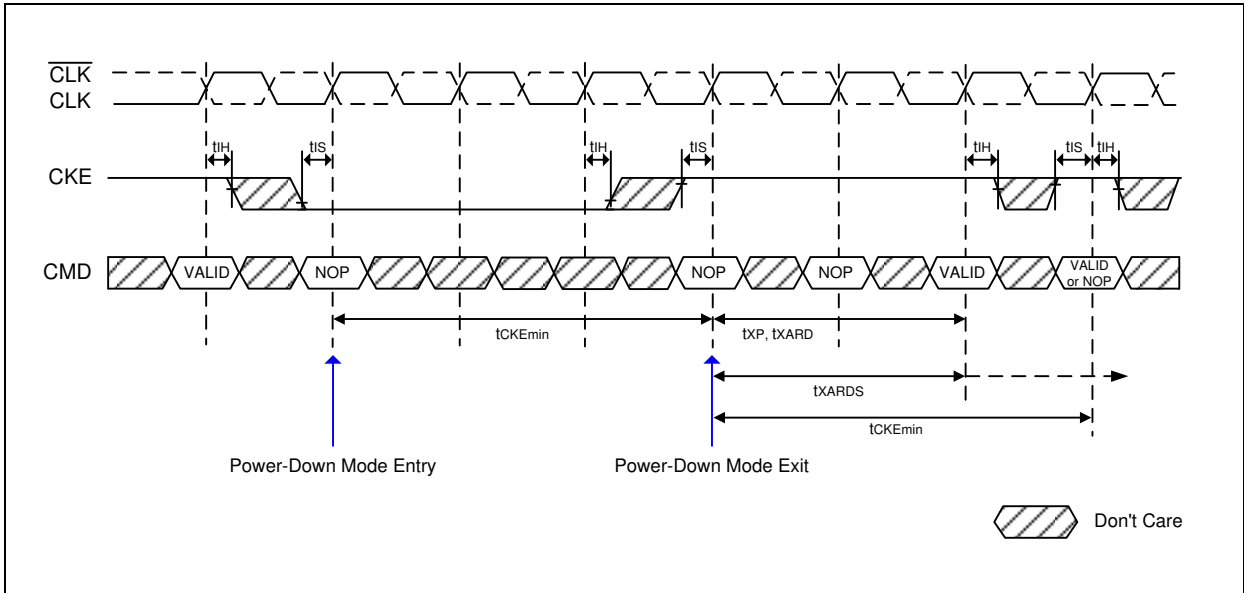 CLK
CLK
tIH tIS tIH tIS tIH tIS tIH
CKE
CMD VALID NOP NOP NOP VALID VALID or NOP
tCKEmin tXP, tXARD
tXARDS
tCKEmin
Power-Down Mode Entry Power-Down Mode Exit
Don't Care